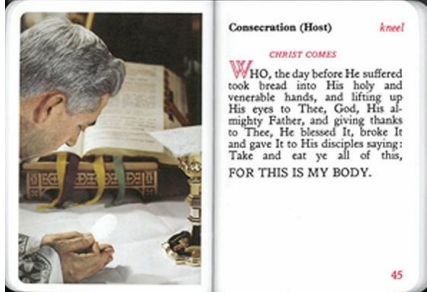 Consecration (Host) kneel
CHRIST COMES
WHO, the day before He suffered
took bread into His holy and
venerable hands, and lifting up
His eyes to Thee, God, His al-
mighty Father, and giving thanks
to Thee, He blessed It, broke It
and gave It to His disciples saying:
Take and eat ye all of this,
FOR THIS IS MY BODY.
45